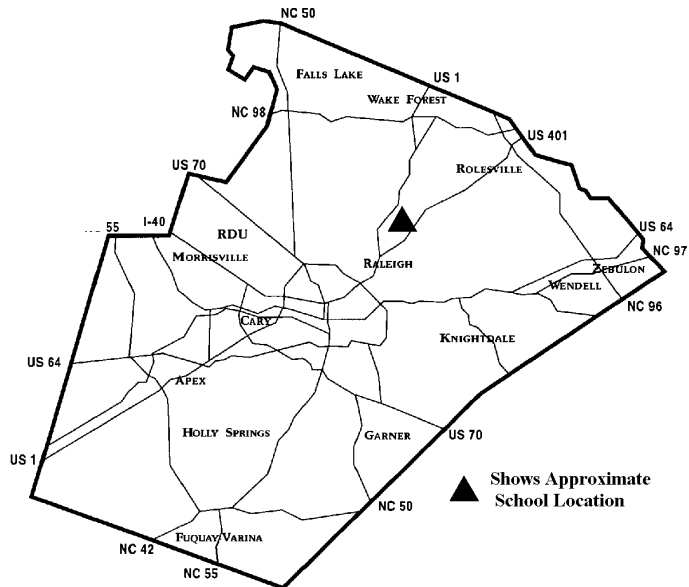 NC 50
FALLS LAKE
US 1
WAKE FOREST
NC 98
US 401
US 70
ROLESVILLE
55
I-40
RDU
US 64
MORRISVILLE
RALEIGH
NC 97
ZEBULON
WENDELL
NC 96
CARY
KNIGHTDALE
US 64
APEX
HOLLY SPRINGS
GARNER
US 70
US 1
Shows Approximate
School Location
NC 50
FUQUAY VARINA
NC 42
NC 55